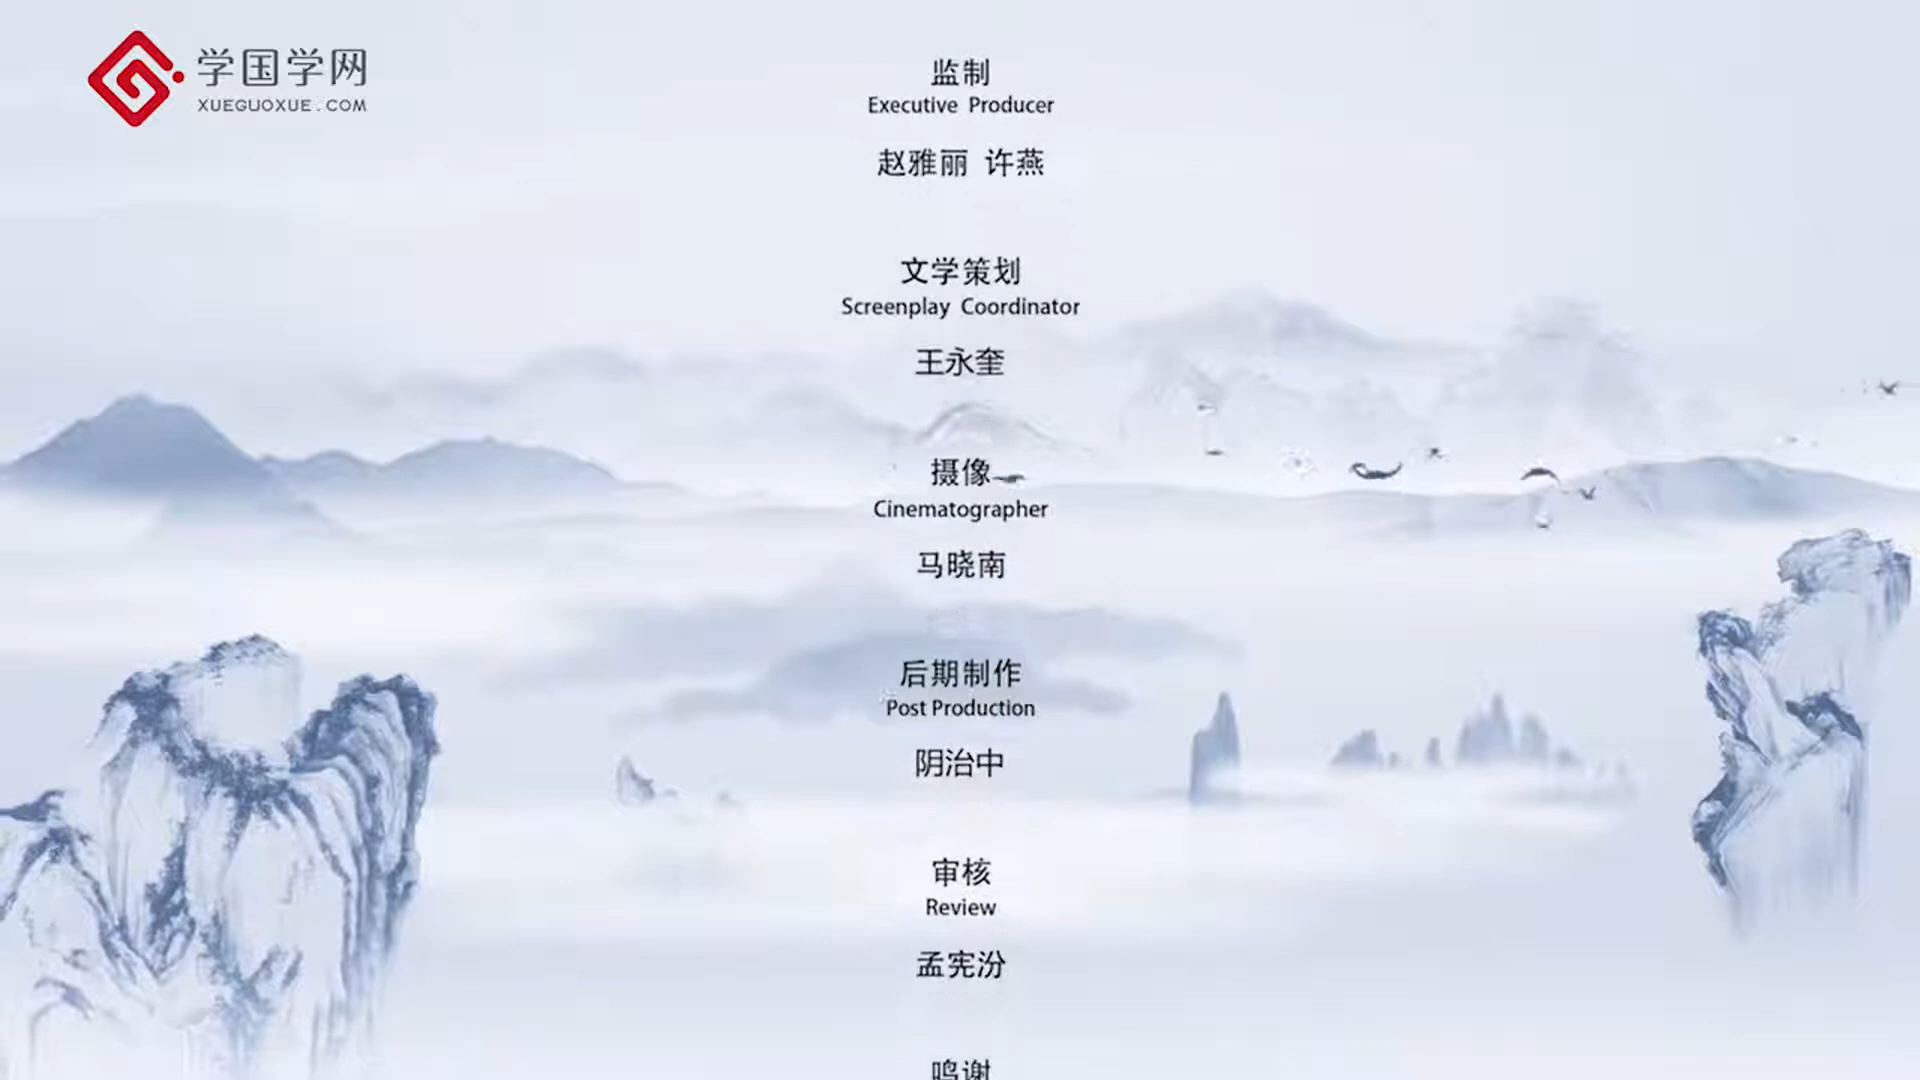 学国学网
XUEGUOXUE.COM
监制
Executive Producer
赵雅丽 许燕
文学策划
Screenplay Coordinator
王永奎
摄像
Cinematographer
马晓南
后期制作
Post Production
阴治中
审核
Review
孟宪汾
鸣谢